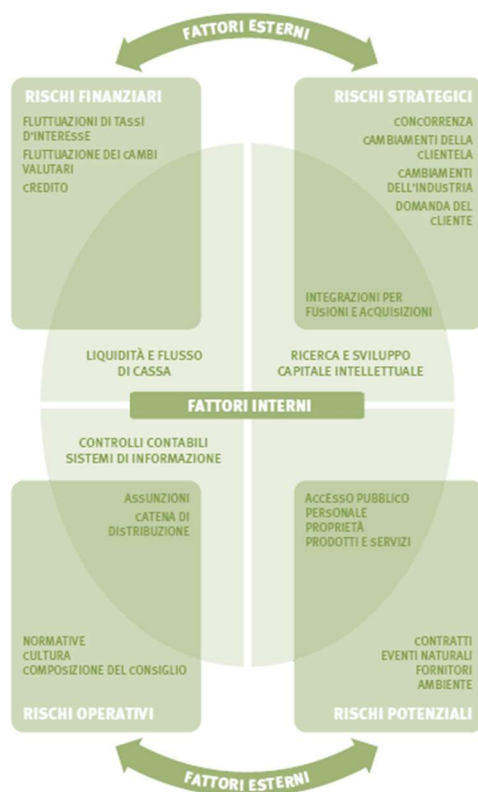 FATTORI ESTERNI
RISCHI FINANZIARI
FLUTTUAZIONI DI TASSI
D'INTERESSE
FLUTTUAZIONE DEI CAMBI
VALUTARI
CREDITO
RISCHI STRATEGICI
CONCORRENZA
CAMBIAMENTI DELLA
CLIENTELA
CAMBIAMENTI
DELL'INDUSTRIA
DOMANDA DEL
CLIENTE
INTEGRAZIONI PER
FUSIONI E ACQUISIZIONI
LIQUIDITÀ E FLUSSO
DI CASSA
RICERCA E SVILUPPO
CAPITALE INTELLETTUALE
FATTORI INTERNI
CONTROLLI CONTABILI
SISTEMI DI INFORMAZIONE
ASSUNZIONI
CATENA DI
DISTRIBUZIONE
NORMATIVE
CULTURA
COMPOSIZIONE DEL CONSIGLIO
RISCHI OPERATIVI
ACCESSO PUBBLICO
PERSONALE
PROPRIETÀ
PRODOTTI E SERVIZI
CONTRATTI
EVENTI NATURALI
FORNITORI
AMBIENTE
RISCHI POTENZIALI
FATTORI ESTERNI